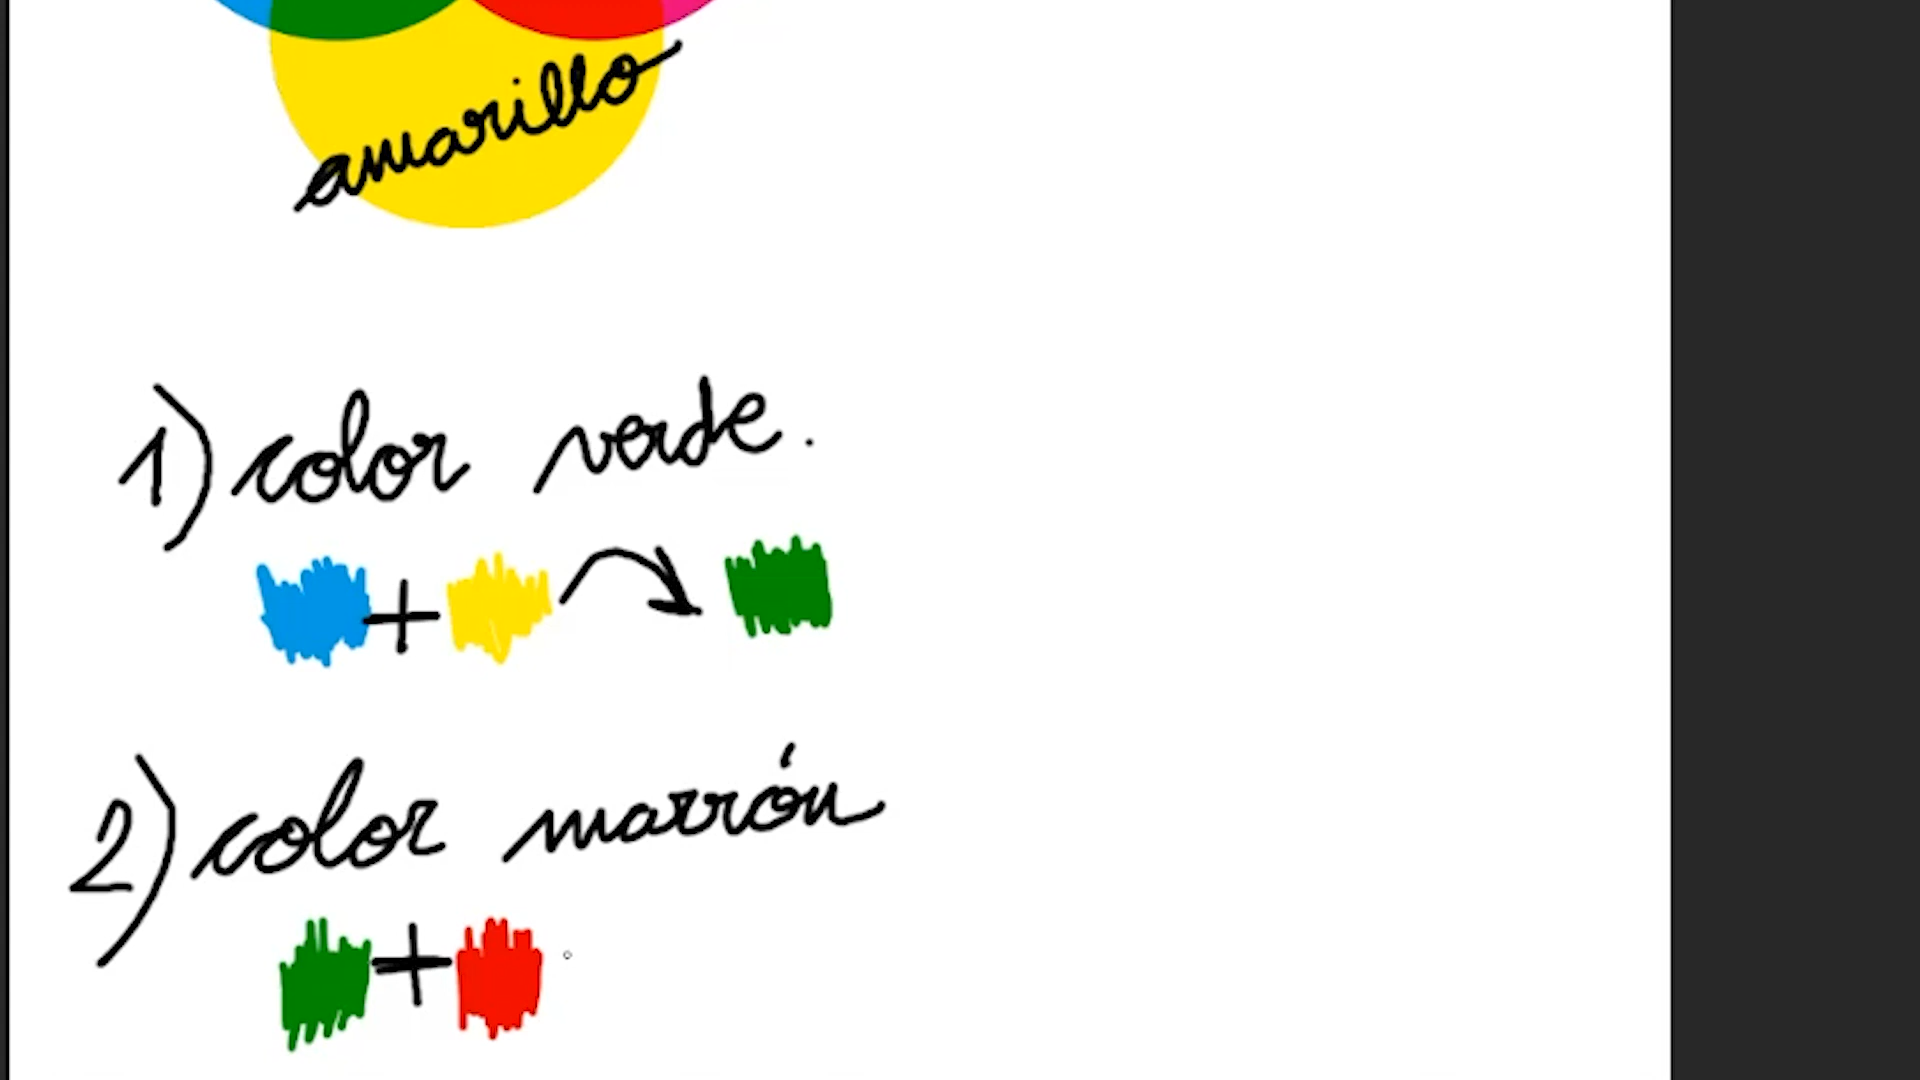 amarillo
1) color verde.
+
2) color marrón
+